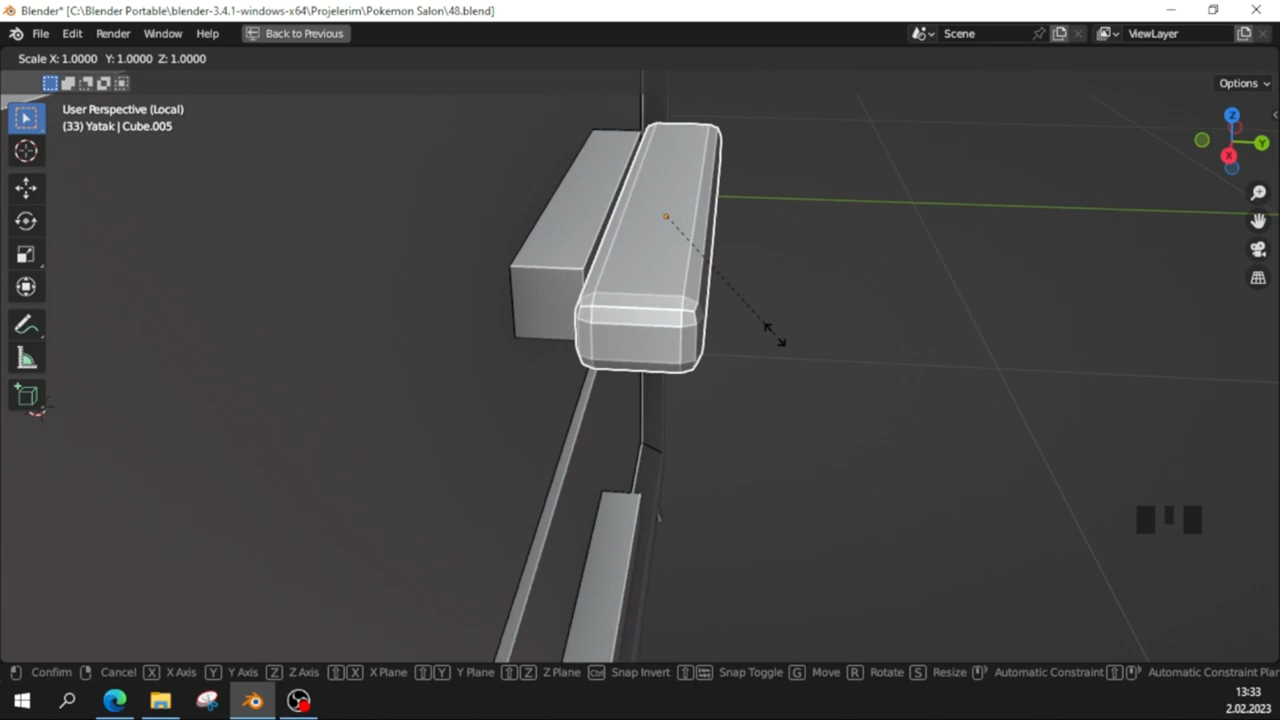 Blender* [C:\Blender Portable\blender-3.4.1-windows-x64\Projelerim\Pokemon Salon\48.blend]
File Edit Render Window Help Back to Previous Scene ViewLayer
Scale X: 1.0000 Y: 1.0000 Z: 1.0000
Options
User Perspective (Local)
(33) Yatak | Cube.005
Z
Y
X
Confirm Cancel X X Axis Y Y Axis Z Z Axis X X Plane Y Y Plane Z Z Plane Ctrl Snap Invert Snap Toggle G Move R Rotate S Resize Automatic Constraint Automatic Constraint Plan
13:33
2.02.2023